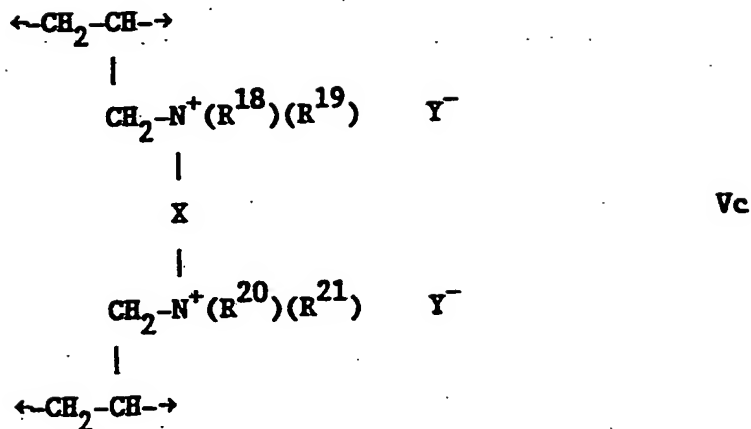 ←CH₂-CH-→
|
CH₂-N⁺(R¹⁸)(R¹⁹) Y⁻
|
X Vc
|
CH₂-N⁺(R²⁰)(R²¹) Y⁻
|
←CH₂-CH-→